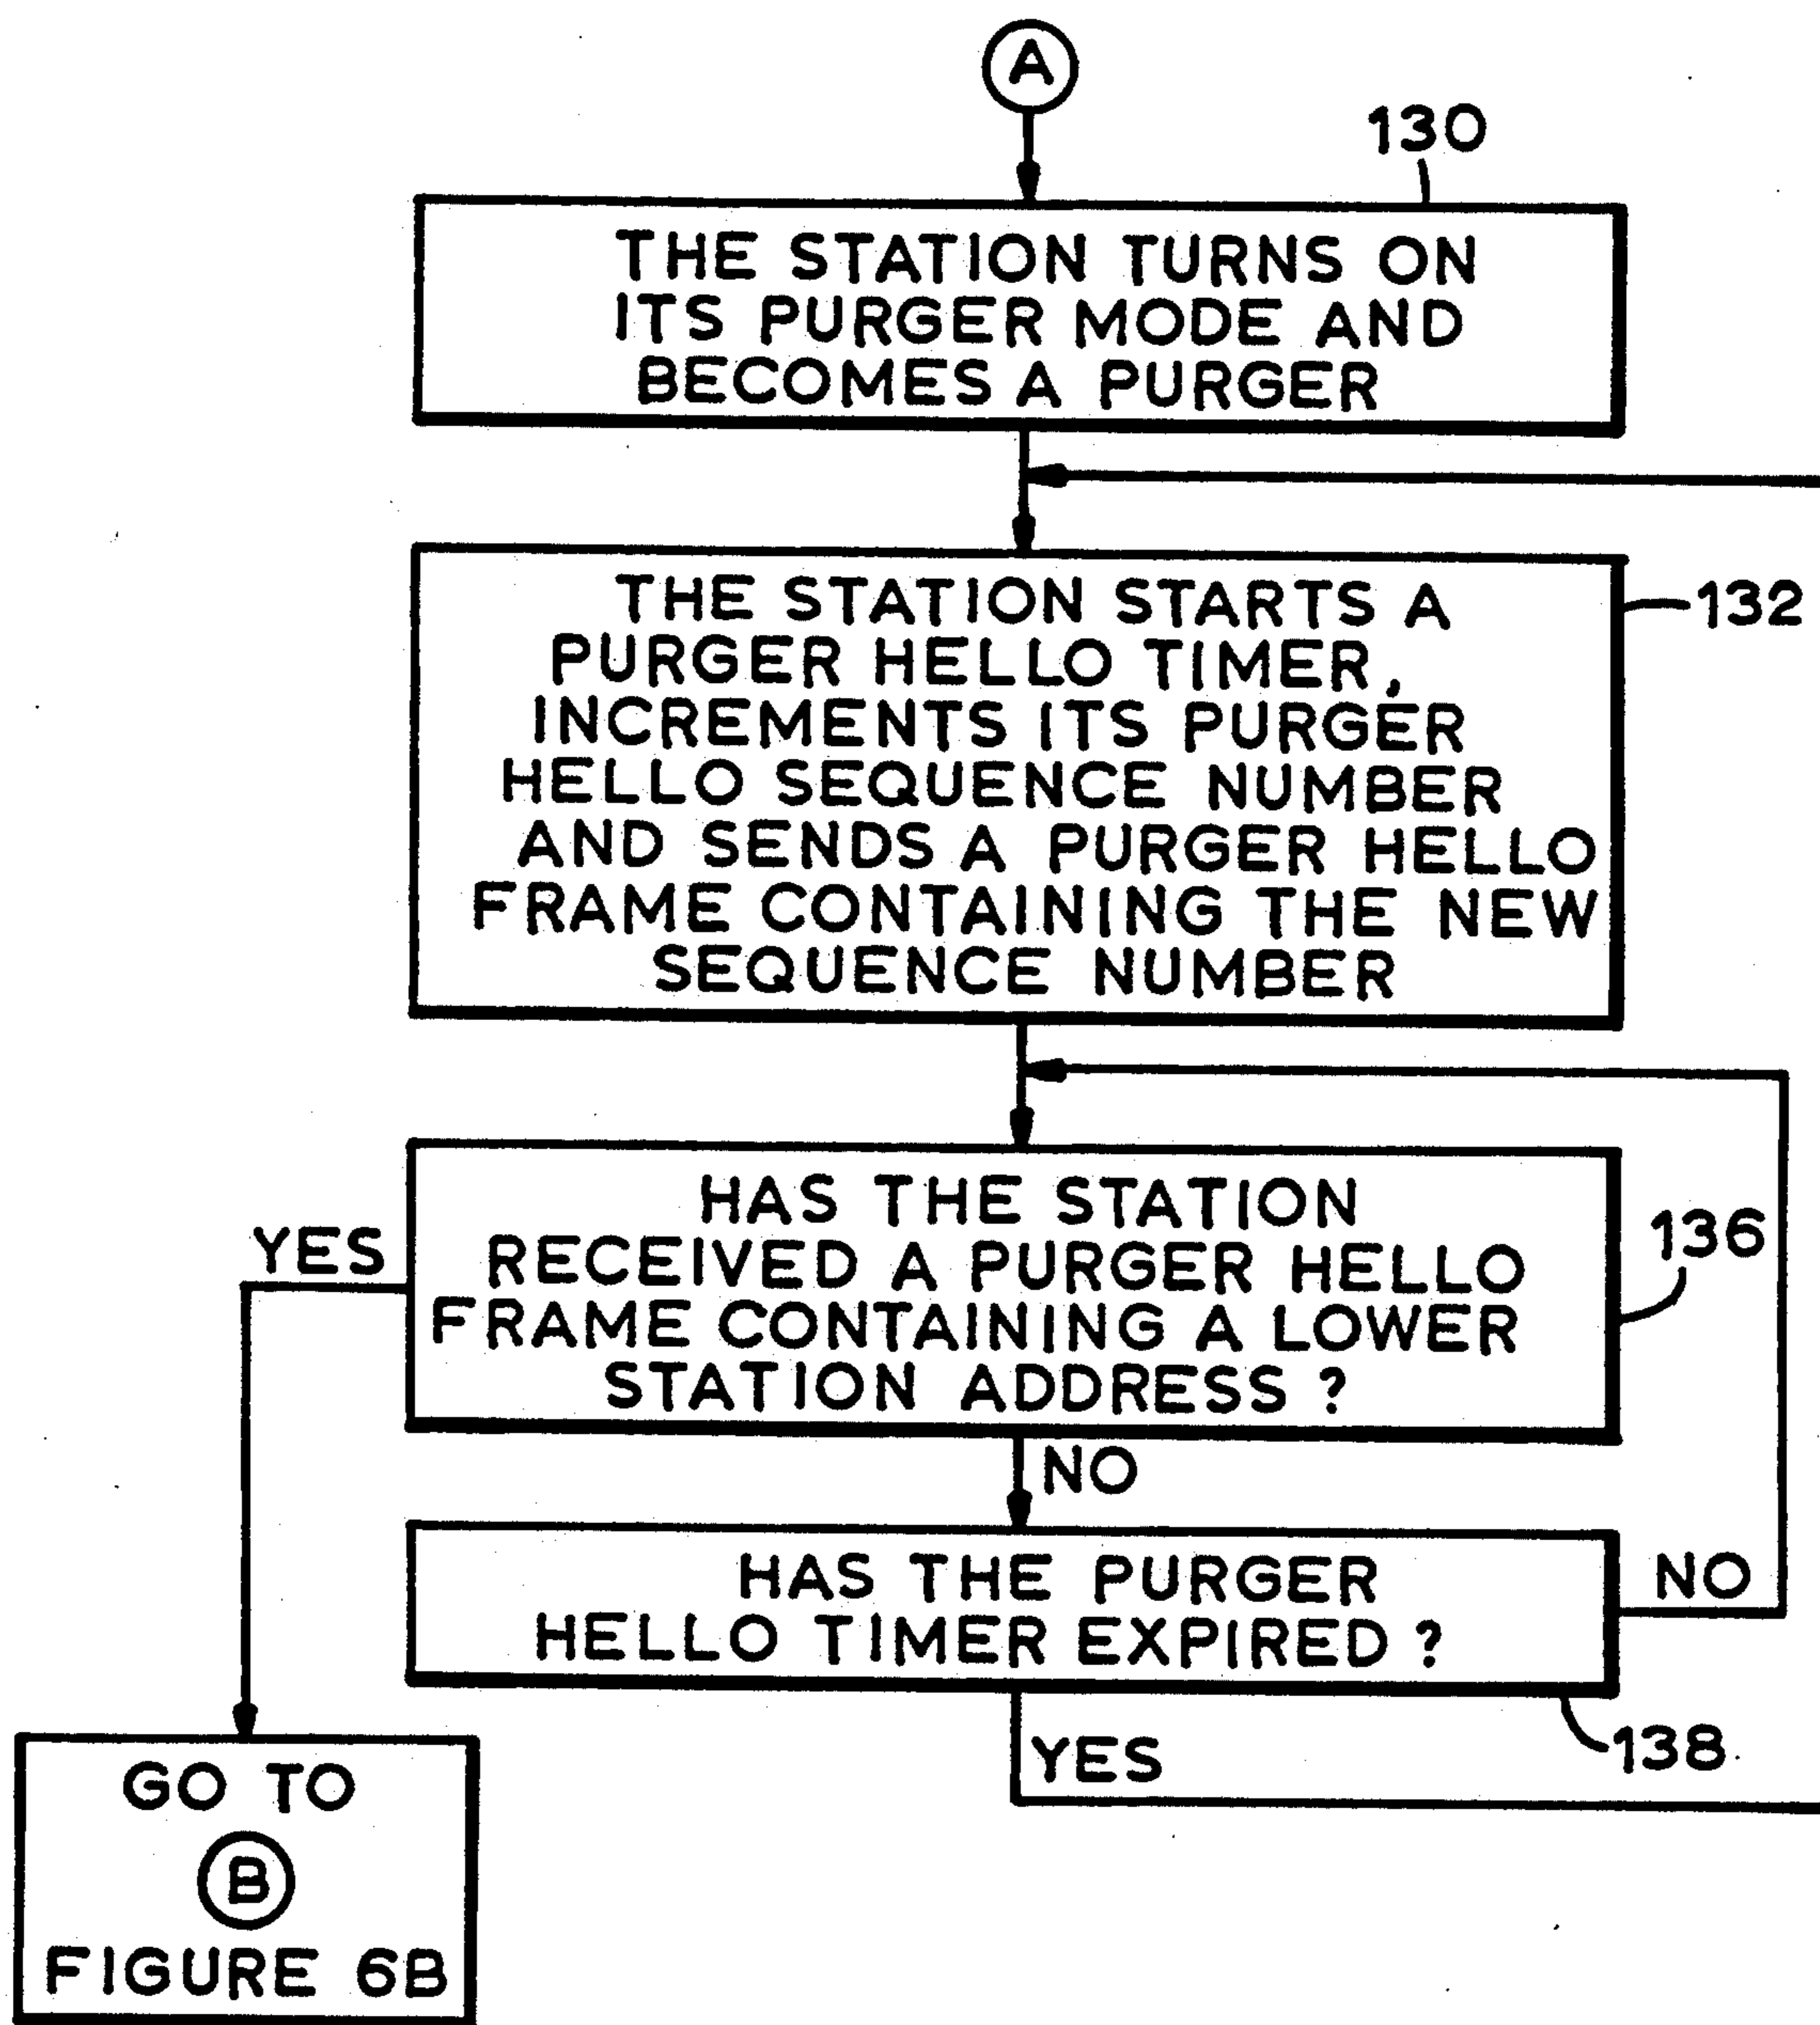 A
130
THE STATION TURNS ON
ITS PURGER MODE AND
BECOMES A PURGER
THE STATION STARTS A
PURGER HELLO TIMER,
INCREMENTS ITS PURGER
HELLO SEQUENCE NUMBER
AND SENDS A PURGER HELLO
FRAME CONTAINING THE NEW
SEQUENCE NUMBER
132
HAS THE STATION
RECEIVED A PURGER HELLO
FRAME CONTAINING A LOWER
STATION ADDRESS ?
136
YES
NO
HAS THE PURGER
HELLO TIMER EXPIRED ?
NO
138
YES
GO TO
B
FIGURE 6B